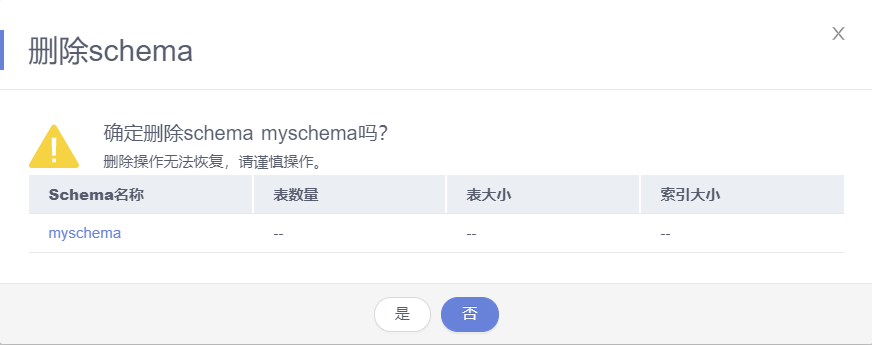 删除schema
X
确定删除schema myschema吗?
删除操作无法恢复，请谨慎操作。
Schema名称 表数量 表大小 索引大小
myschema -- -- --
是 否